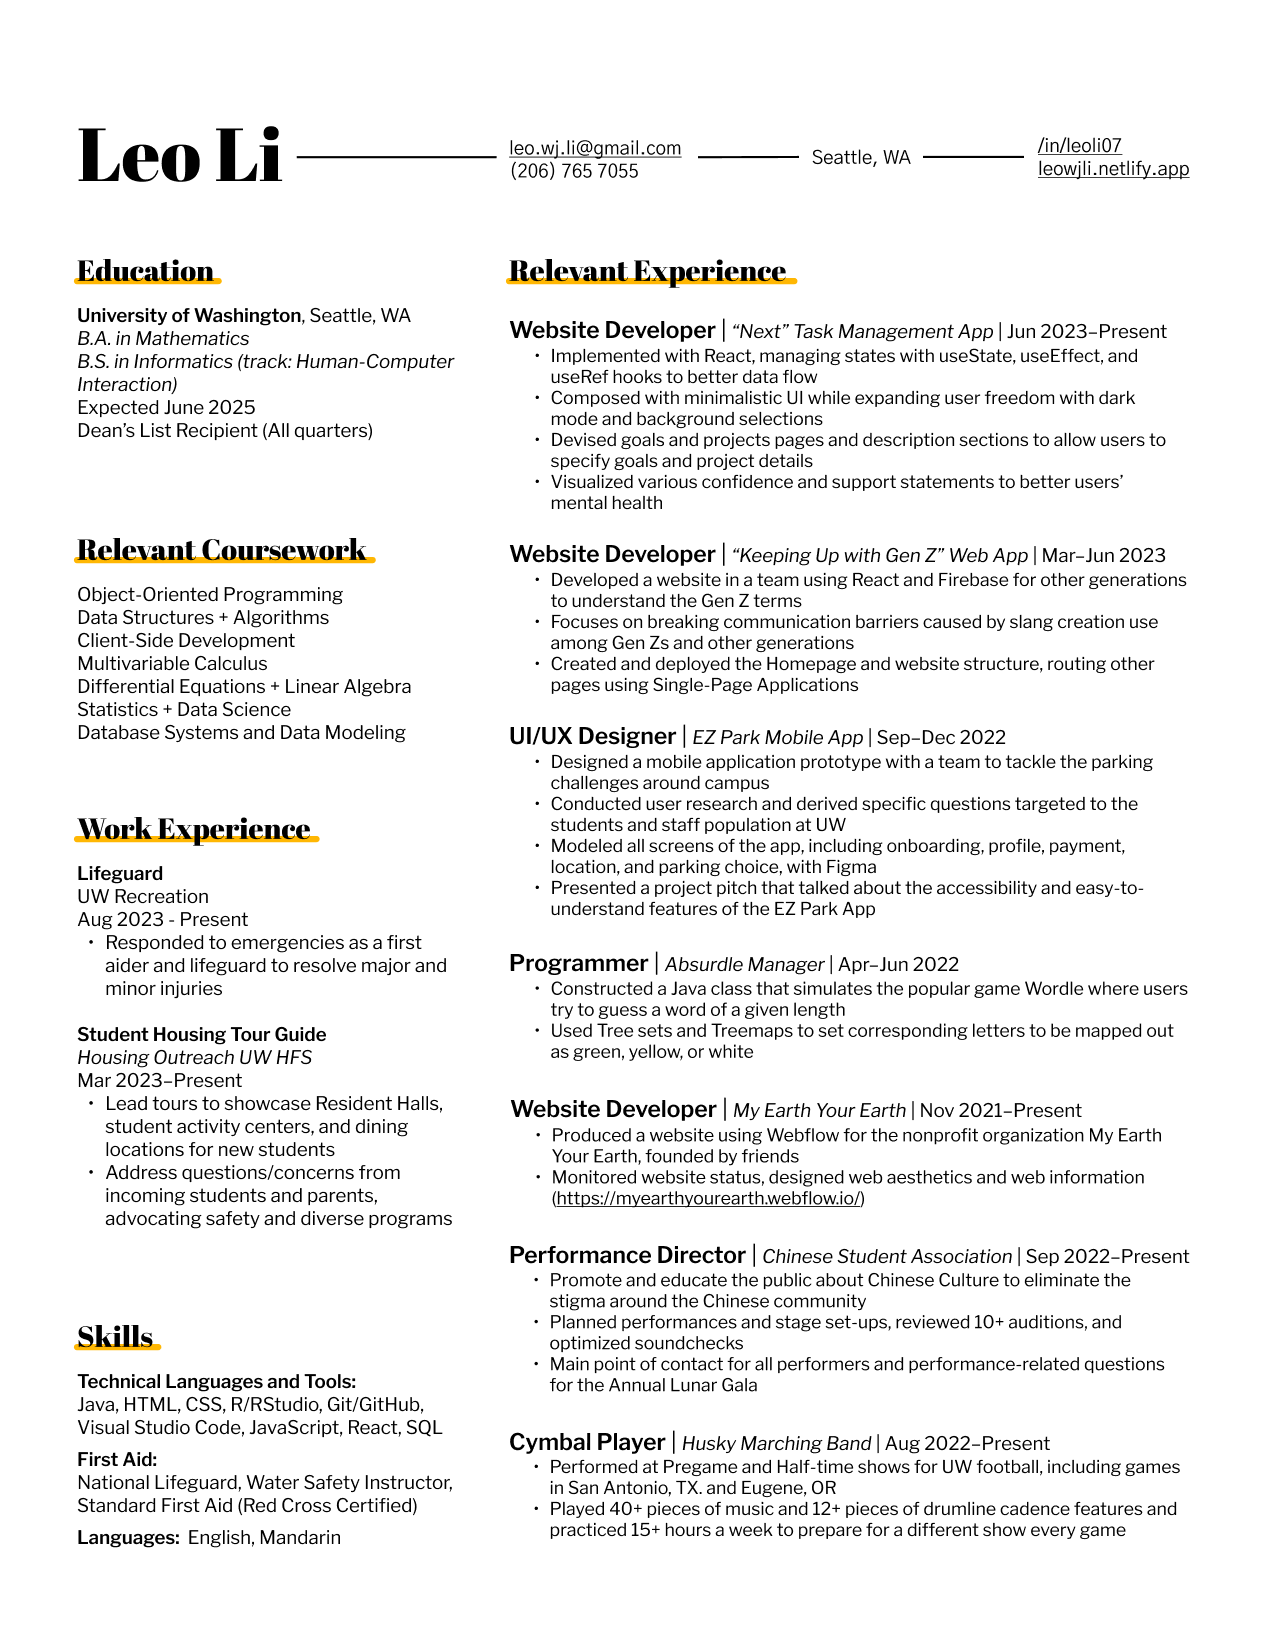 Leo Li
leo.wj.li@gmail.com
(206) 765 7055
Seattle, WA
/in/leoli07
leowjli.netlify.app
Education
University of Washington, Seattle, WA
B.A. in Mathematics
B.S. in Informatics (track: Human-Computer
Interaction)
Expected June 2025
Dean’s List Recipient (All quarters)
Relevant Coursework
Object-Oriented Programming
Data Structures + Algorithms
Client-Side Development
Multivariable Calculus
Differential Equations + Linear Algebra
Statistics + Data Science
Database Systems and Data Modeling
Work Experience
Lifeguard
UW Recreation
Aug 2023 - Present
• Responded to emergencies as a first
aider and lifeguard to resolve major and
minor injuries
Student Housing Tour Guide
Housing Outreach UW HFS
Mar 2023–Present
• Lead tours to showcase Resident Halls,
student activity centers, and dining
locations for new students
• Address questions/concerns from
incoming students and parents,
advocating safety and diverse programs
Skills
Technical Languages and Tools:
Java, HTML, CSS, R/RStudio, Git/GitHub,
Visual Studio Code, JavaScript, React, SQL
First Aid:
National Lifeguard, Water Safety Instructor,
Standard First Aid (Red Cross Certified)
Languages: English, Mandarin
Relevant Experience
Website Developer | “Next” Task Management App | Jun 2023–Present
• Implemented with React, managing states with useState, useEffect, and
useRef hooks to better data flow
• Composed with minimalistic UI while expanding user freedom with dark
mode and background selections
• Devised goals and projects pages and description sections to allow users to
specify goals and project details
• Visualized various confidence and support statements to better users’
mental health
Website Developer | “Keeping Up with Gen Z” Web App | Mar–Jun 2023
• Developed a website in a team using React and Firebase for other generations
to understand the Gen Z terms
• Focuses on breaking communication barriers caused by slang creation use
among Gen Zs and other generations
• Created and deployed the Homepage and website structure, routing other
pages using Single-Page Applications
UI/UX Designer | EZ Park Mobile App | Sep–Dec 2022
• Designed a mobile application prototype with a team to tackle the parking
challenges around campus
• Conducted user research and derived specific questions targeted to the
students and staff population at UW
• Modeled all screens of the app, including onboarding, profile, payment,
location, and parking choice, with Figma
• Presented a project pitch that talked about the accessibility and easy-to-
understand features of the EZ Park App
Programmer | Absurdle Manager | Apr–Jun 2022
• Constructed a Java class that simulates the popular game Wordle where users
try to guess a word of a given length
• Used Tree sets and Treemaps to set corresponding letters to be mapped out
as green, yellow, or white
Website Developer | My Earth Your Earth | Nov 2021–Present
• Produced a website using Webflow for the nonprofit organization My Earth
Your Earth, founded by friends
• Monitored website status, designed web aesthetics and web information
(https://myearthyourearth.webflow.io/)
Performance Director | Chinese Student Association | Sep 2022–Present
• Promote and educate the public about Chinese Culture to eliminate the
stigma around the Chinese community
• Planned performances and stage set-ups, reviewed 10+ auditions, and
optimized soundchecks
• Main point of contact for all performers and performance-related questions
for the Annual Lunar Gala
Cymbal Player | Husky Marching Band | Aug 2022–Present
• Performed at Pregame and Half-time shows for UW football, including games
in San Antonio, TX. and Eugene, OR
• Played 40+ pieces of music and 12+ pieces of drumline cadence features and
practiced 15+ hours a week to prepare for a different show every game